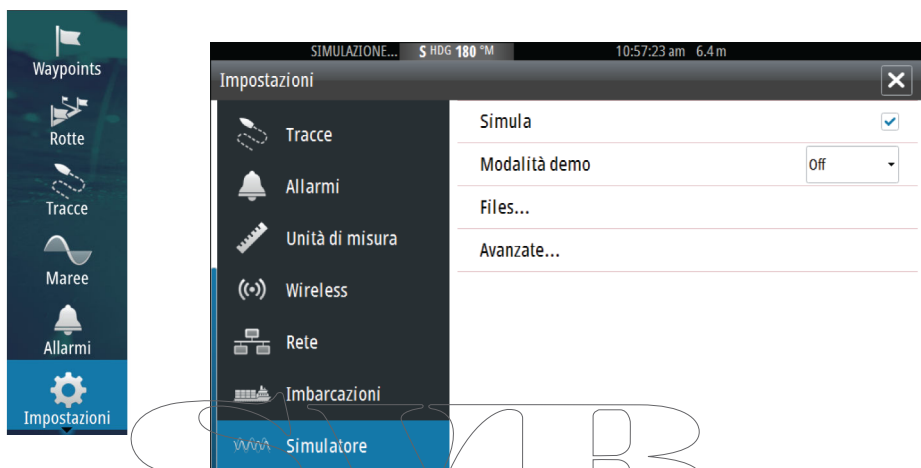 Waypoints
Rotte
Tracce
Maree
Allarmi
Impostazioni
SIMULAZIONE... S HDG 180 °M 10:57:23 am 6.4 m
Impostazioni
Tracce
Allarmi
Unità di misura
Wireless
Rete
Imbarcazioni
Simulatore
Simula
Modalità demo Off
Files...
Avanzate...